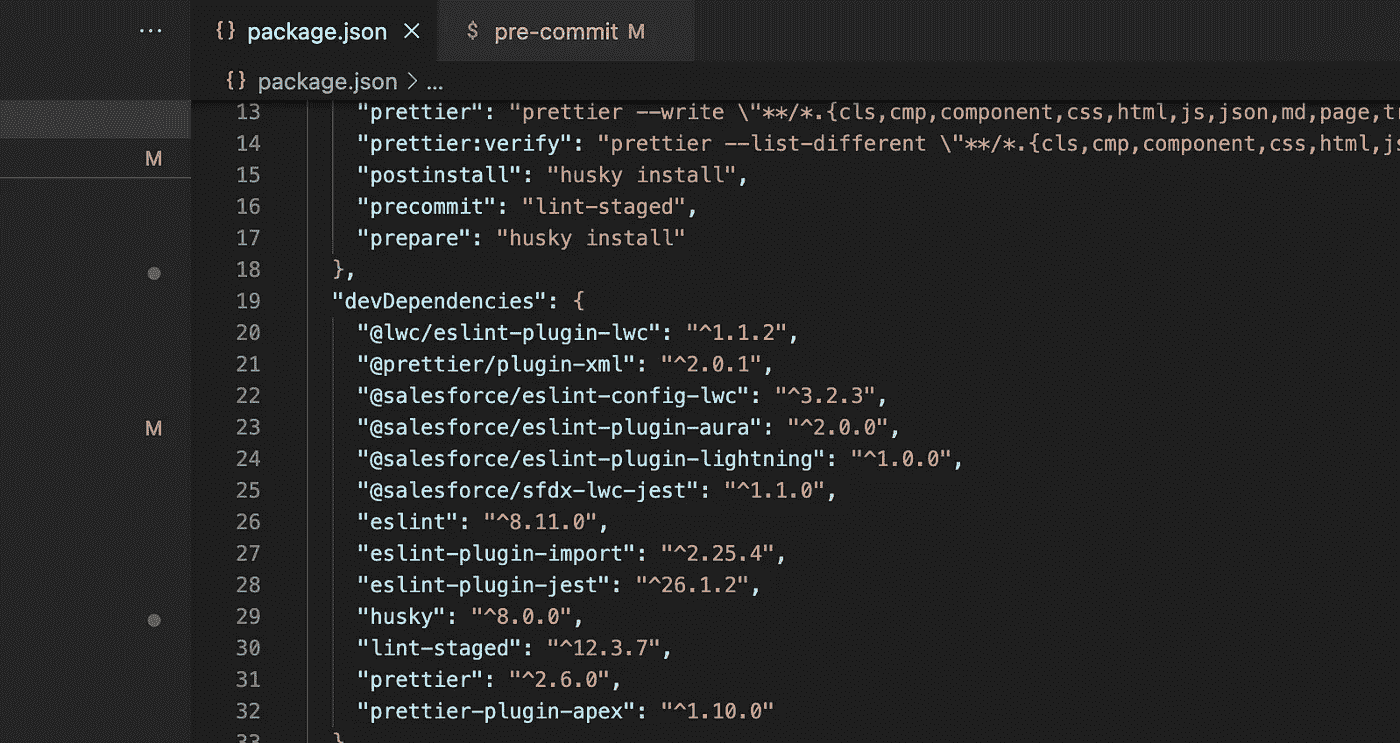 ... {} package.json × $ pre-commit M
{} package.json > ...
13 "prettier": "prettier --write \"**/*.{cls,cmp,component,css,html,js,json,md,page,
M 14 "prettier:verify": "prettier --list-different \"**/*.{cls,cmp,component,css,html,
15 "postinstall": "husky install",
16 "precommit": "lint-staged",
17 "prepare": "husky install"
18 },
19 "devDependencies": {
20 "@lwc/eslint-plugin-lwc": "^1.1.2",
21 "@prettier/plugin-xml": "^2.0.1",
22 "@salesforce/eslint-config-lwc": "^3.2.3",
M 23 "@salesforce/eslint-plugin-aura": "^2.0.0",
24 "@salesforce/eslint-plugin-lightning": "^1.0.0",
25 "@salesforce/sfdx-lwc-jest": "^1.1.0",
26 "eslint": "^8.11.0",
27 "eslint-plugin-import": "^2.25.4",
28 "eslint-plugin-jest": "^26.1.2",
29 "husky": "^8.0.0",
30 "lint-staged": "^12.3.7",
31 "prettier": "^2.6.0",
32 "prettier-plugin-apex": "^1.10.0"
33 }